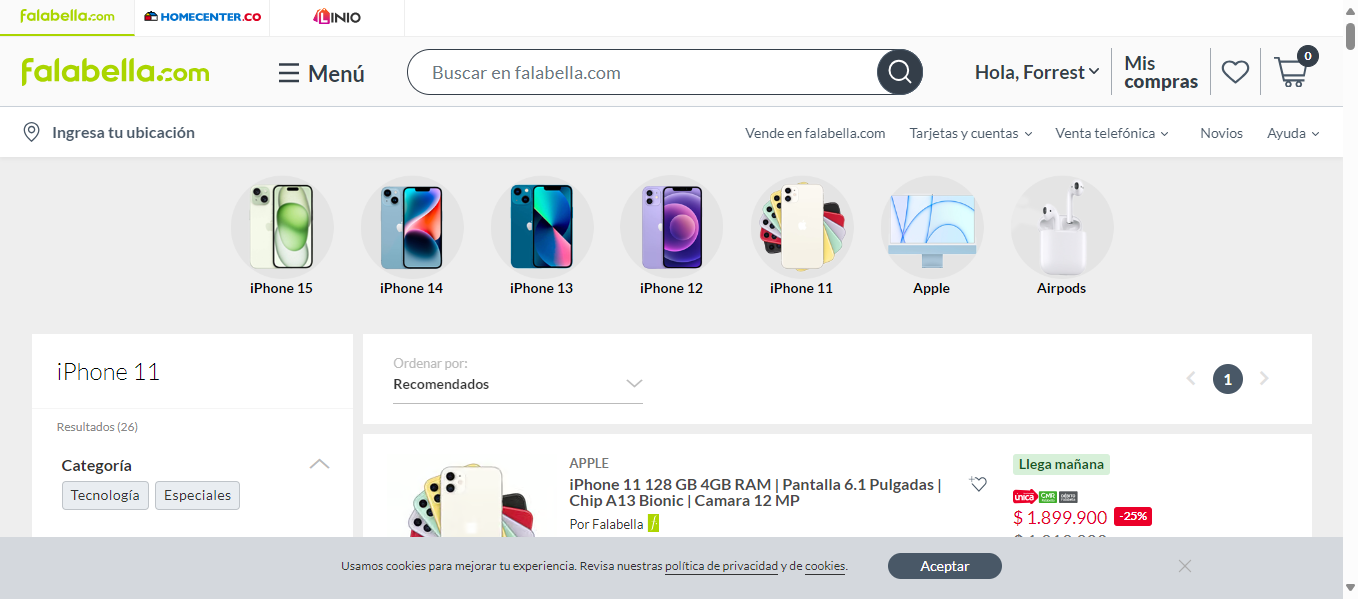 falabella.com
HOMECENTER.CO
LINIO
falabella.com
Menú
Buscar en falabella.com
Hola, Forrest
Mis
compras
0
Ingresa tu ubicación
Vende en falabella.com
Tarjetas y cuentas
Venta telefónica
Novios
Ayuda
iPhone 15
iPhone 14
iPhone 13
iPhone 12
iPhone 11
Apple
Airpods
iPhone 11
Resultados (26)
Categoría
Tecnología
Especiales
Ordenar por:
Recomendados
1
APPLE
iPhone 11 128 GB 4GB RAM | Pantalla 6.1 Pulgadas |
Chip A13 Bionic | Camara 12 MP
Por Falabella
Llega mañana
única CMR
$ 1.899.900 -25%
Usamos cookies para mejorar tu experiencia. Revisa nuestras política de privacidad y de cookies.
Aceptar